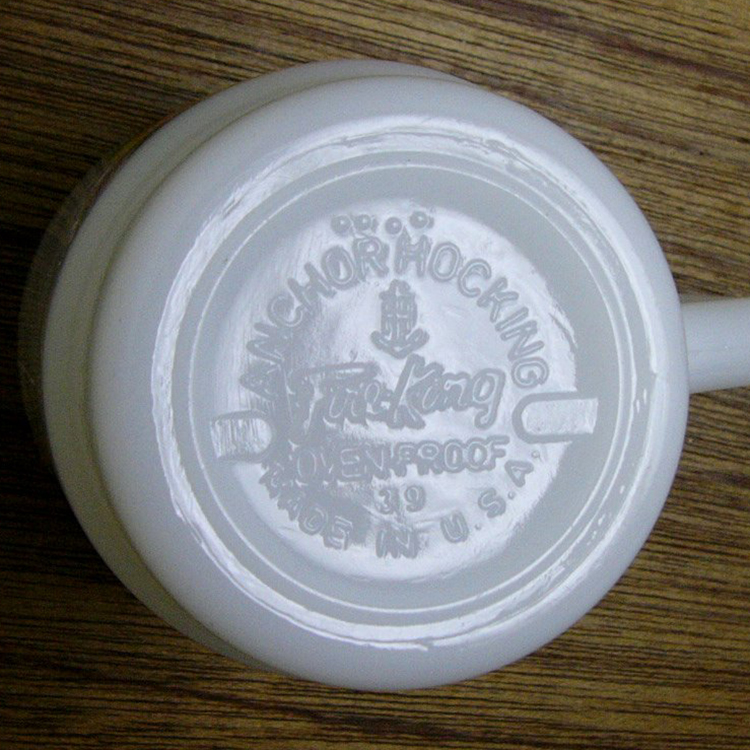 ANCHOR HOCKING
Fire-King
OVEN-PROOF
39
MADE IN U.S.A.